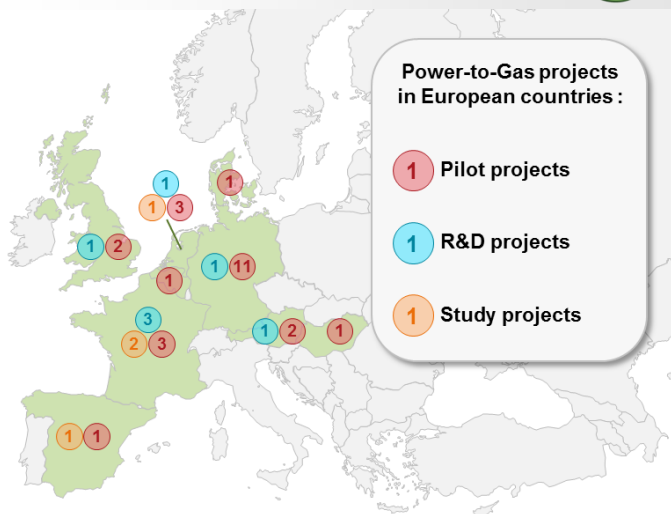 Power-to-Gas projects
in European countries :
1 Pilot projects
1 R&D projects
1 Study projects
1
1 3
1
1 2
1
1 11
3
2 3
1 2
1
1 1